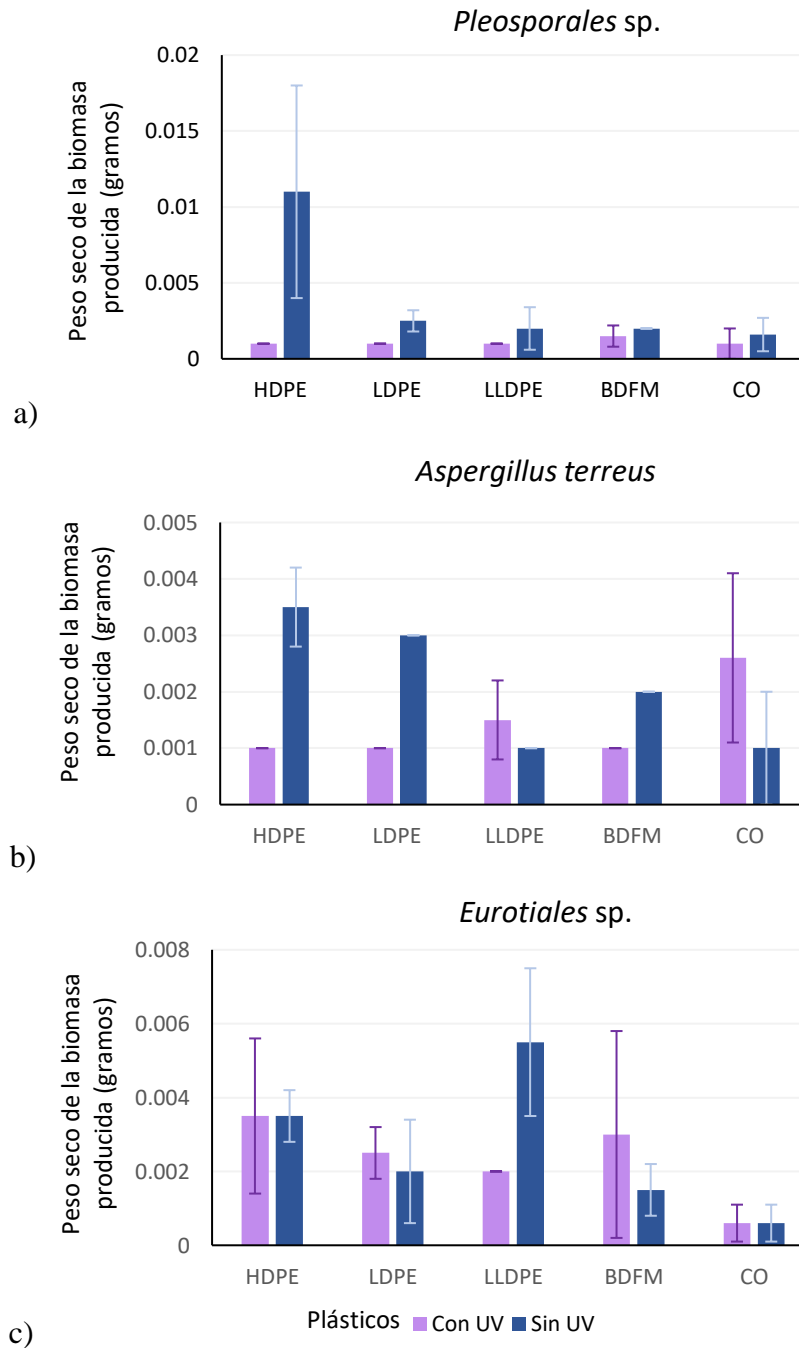 Pleosporales sp.
Peso seco de la biomasa
producida (gramos)
0.02
0.015
0.01
0.005
0
HDPE LDPE LLDPE BDFM CO
a)
Aspergillus terreus
Peso seco de la biomasa
producida (gramos)
0.005
0.004
0.003
0.002
0.001
0
HDPE LDPE LLDPE BDFM CO
b)
Eurotiales sp.
Peso seco de la biomasa
producida (gramos)
0.008
0.006
0.004
0.002
0
HDPE LDPE LLDPE BDFM CO
Plásticos Con UV Sin UV
c)